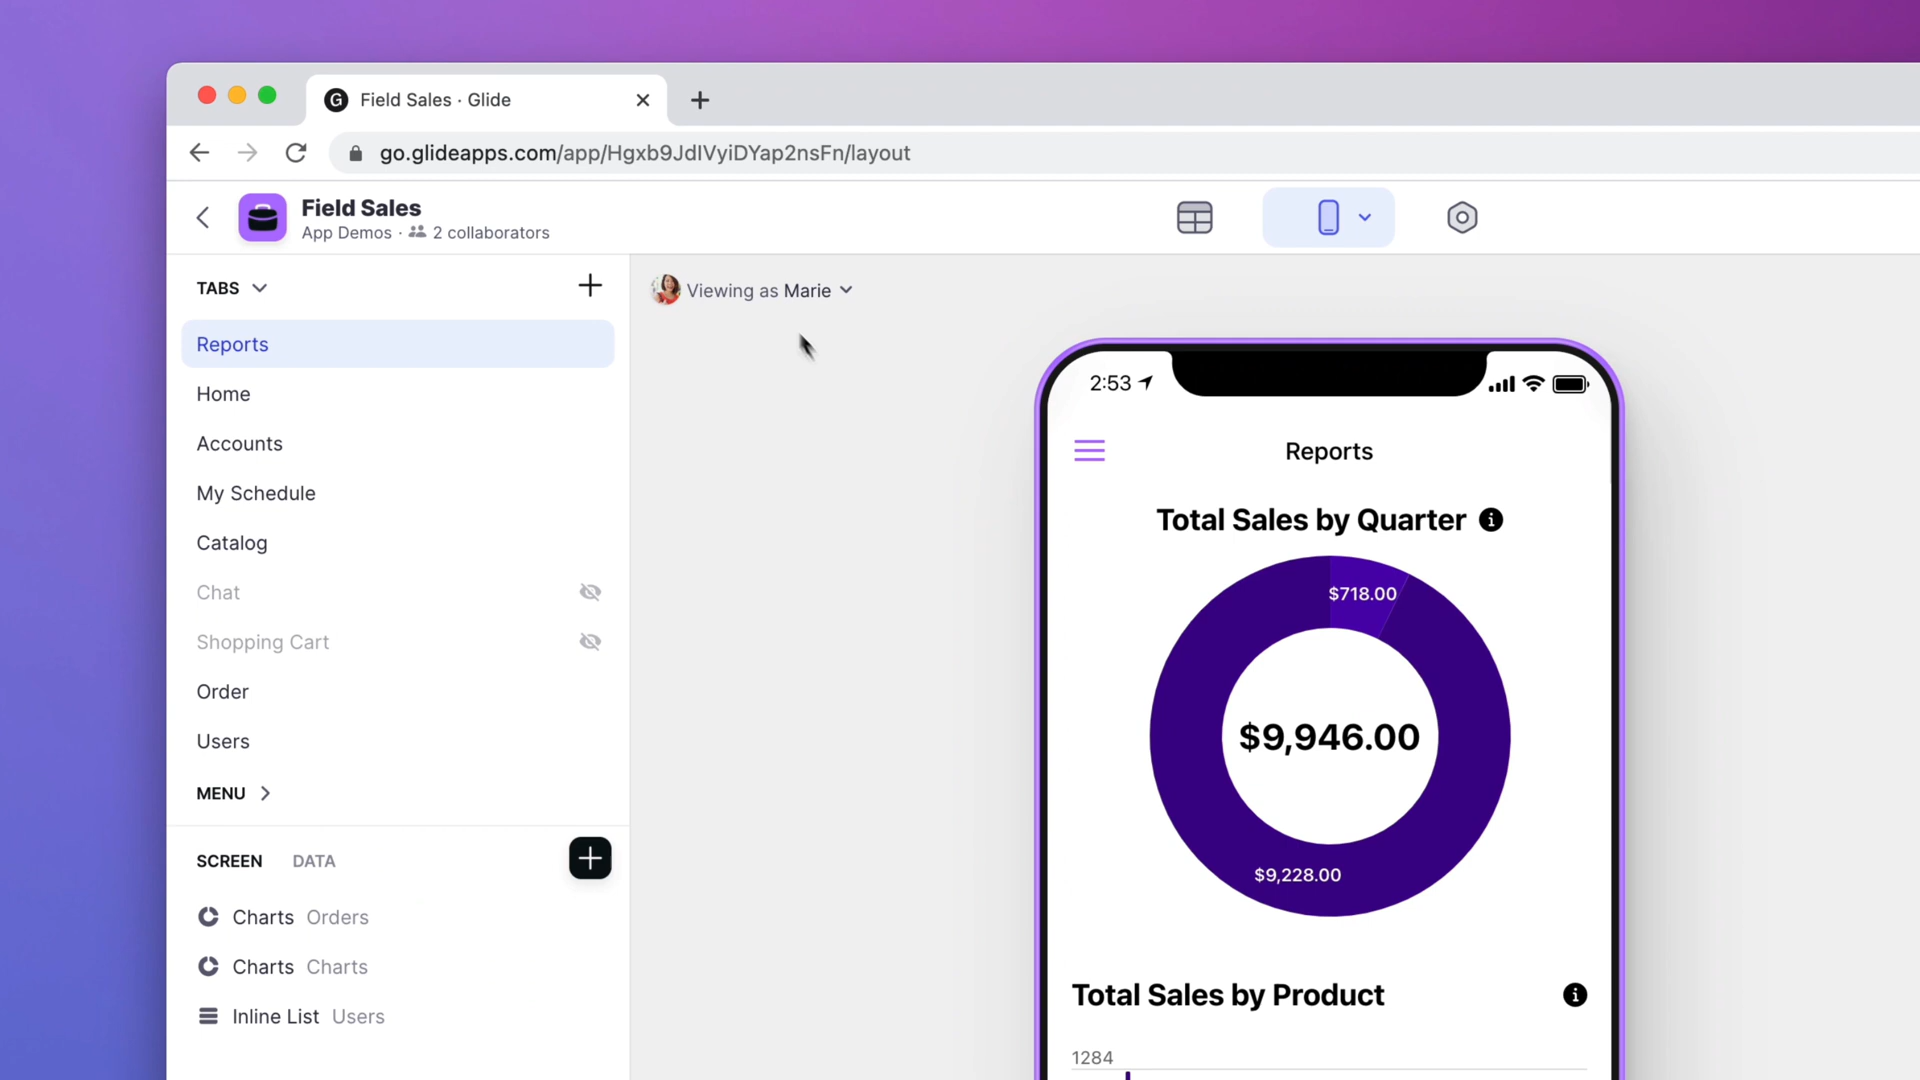 G Field Sales · Glide
go.glideapps.com/app/Hgxb9JdlVyiDYap2nsFn/layout
Field Sales
App Demos · 2 collaborators
TABS
Viewing as Marie
Reports
Home
Accounts
My Schedule
Catalog
Chat
Shopping Cart
Order
Users
MENU
SCREEN DATA
Charts Orders
Charts Charts
Inline List Users
2:53
Reports
Total Sales by Quarter
$718.00
$9,946.00
$9,228.00
Total Sales by Product
1284